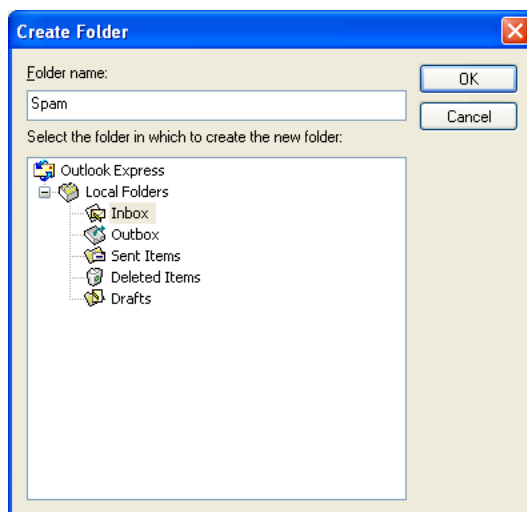 Create Folder
Folder name:
OK
Spam
Cancel
Select the folder in which to create the new folder:
Outlook Express
Local Folders
Inbox
Outbox
Sent Items
Deleted Items
Drafts